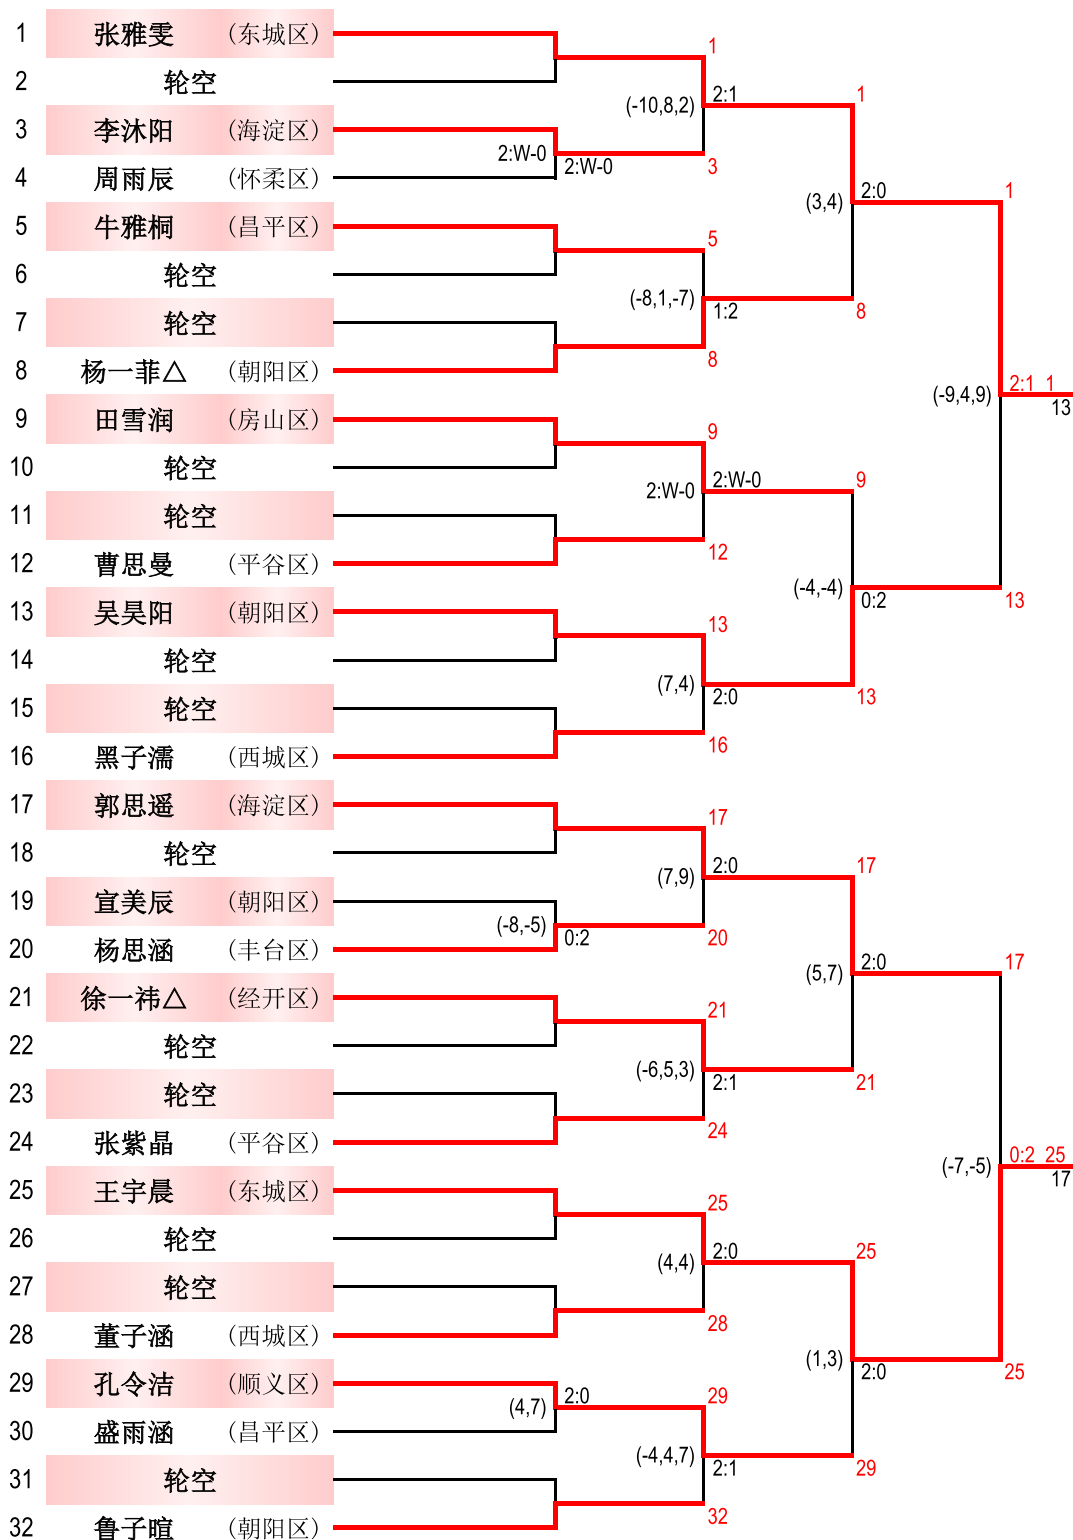 1 张雅雯 (东城区)
1
2 轮空
(-10,8,2) 2:1 1
3 李沐阳 (海淀区)
2:W-0 2:W-0 3
4 周雨辰 (怀柔区)
(3,4) 2:0 1
5 牛雅桐 (昌平区)
5
6 轮空
(-8,1,-7) 1:2 8
7 轮空
8
8 杨一菲△ (朝阳区)
(-9,4,9) 2:1 1
13
9 田雪润 (房山区)
9
10 轮空
2:W-0 2:W-0 9
11 轮空
12
12 曹思曼 (平谷区)
(-4,-4) 0:2 13
13 吴昊阳 (朝阳区)
13
14 轮空
(7,4) 2:0 13
15 轮空
16
16 黑子濡 (西城区)
17 郭思遥 (海淀区)
17
18 轮空
(7,9) 2:0 17
19 宣美辰 (朝阳区)
(-8,-5) 0:2 20
20 杨思涵 (丰台区)
(5,7) 2:0 17
21 徐一祎△ (经开区)
21
22 轮空
(-6,5,3) 2:1 21
23 轮空
24
24 张紫晶 (平谷区)
(-7,-5) 0:2 25
17
25 王宇晨 (东城区)
25
26 轮空
(4,4) 2:0 25
27 轮空
28
28 董子涵 (西城区)
(1,3) 2:0 25
29 孔令洁 (顺义区)
(4,7) 2:0 29
30 盛雨涵 (昌平区)
(-4,4,7) 2:1 29
31 轮空
32
32 鲁子暄 (朝阳区)